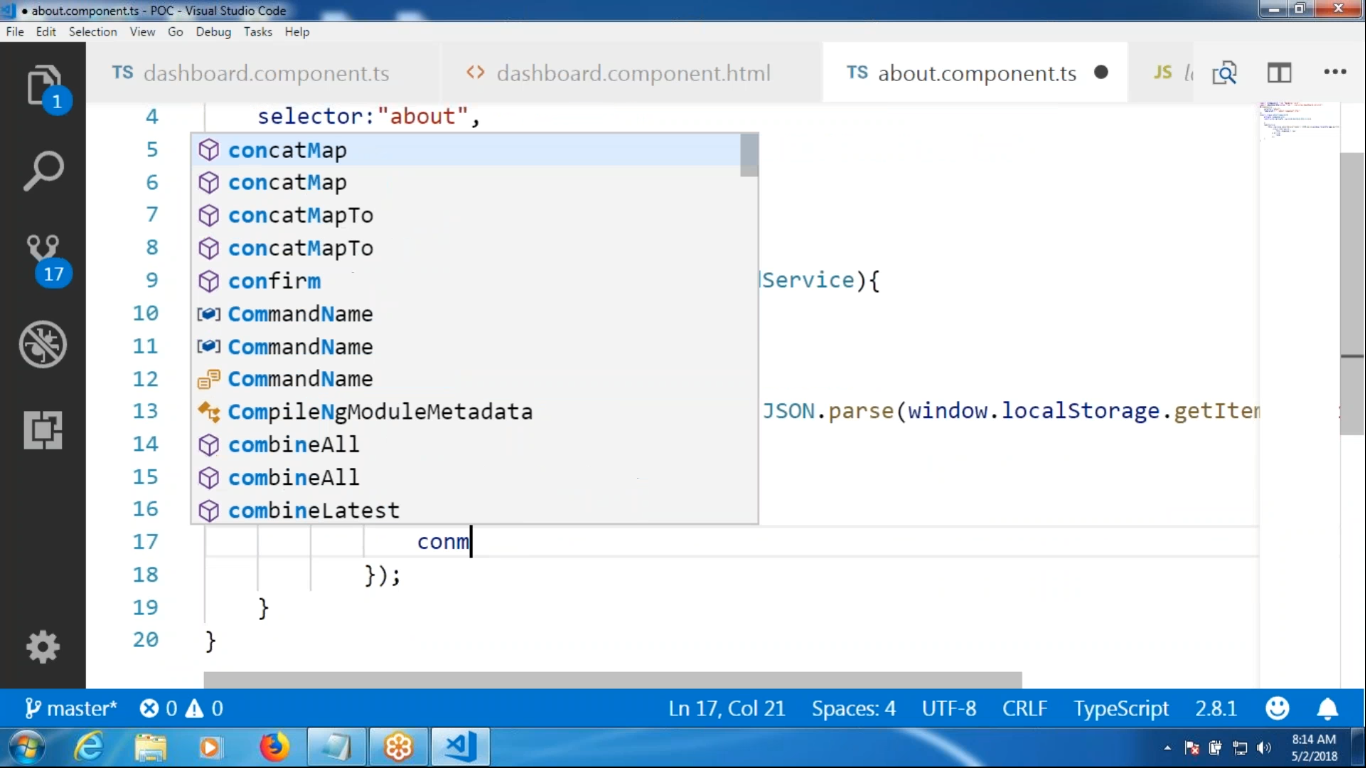 ● about.component.ts - POC - Visual Studio Code
File Edit Selection View Go Debug Tasks Help
1
17
TS dashboard.component.ts
<> dashboard.component.html
TS about.component.ts ●
JS
4 selector:"about",
5 concatMap
6 concatMap
7 concatMapTo
8 concatMapTo
9 confirm Service){
10 CommandName
11 CommandName
12 CommandName
13 CompileNgModuleMetadata JSON.parse(window.localStorage.getItem
14 combineAll
15 combineAll
16 combineLatest
17 conm
18 });
19 }
20 }
master* 0 0 Ln 17, Col 21 Spaces: 4 UTF-8 CRLF TypeScript 2.8.1
8:14 AM
5/2/2018